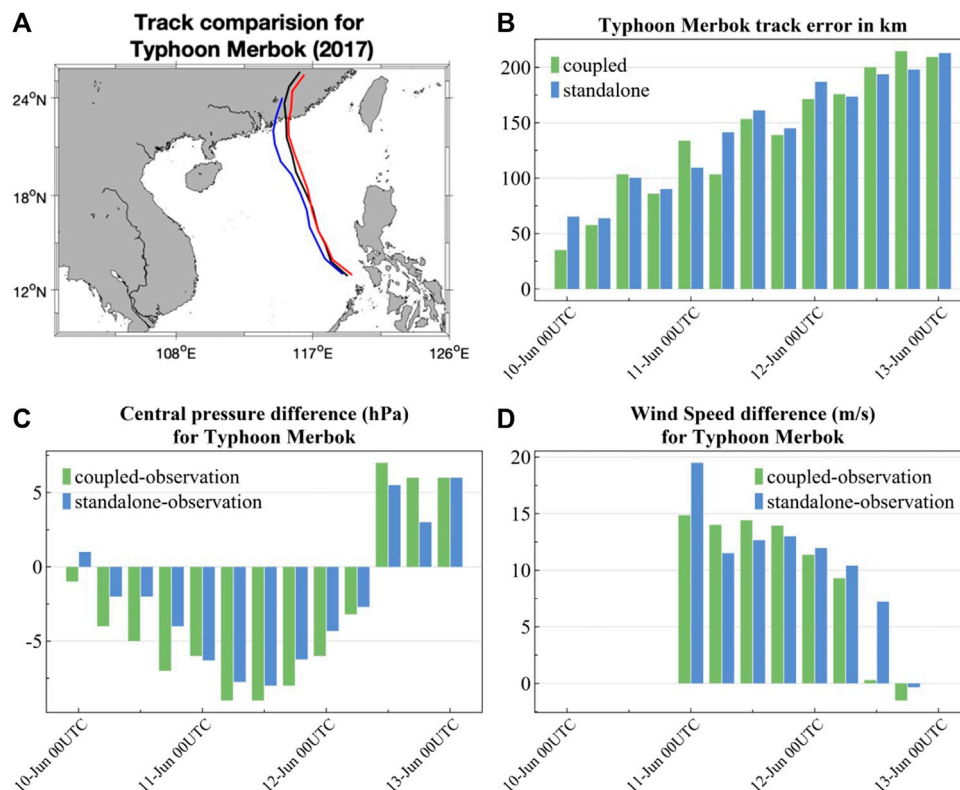 A
Track comparision for
Typhoon Merbok (2017)
24°N
18°N
12°N
108°E
117°E
126°E
B
Typhoon Merbok track error in km
coupled
standalone
200
150
100
50
0
10-Jun 00UTC
11-Jun 00UTC
12-Jun 00UTC
13-Jun 00UTC
C
Central pressure difference (hPa)
for Typhoon Merbok
coupled-observation
standalone-observation
5
0
-5
10-Jun 00UTC
11-Jun 00UTC
12-Jun 00UTC
13-Jun 00UTC
D
Wind Speed difference (m/s)
for Typhoon Merbok
coupled-observation
standalone-observation
20
15
10
5
0
10-Jun 00UTC
11-Jun 00UTC
12-Jun 00UTC
13-Jun 00UTC